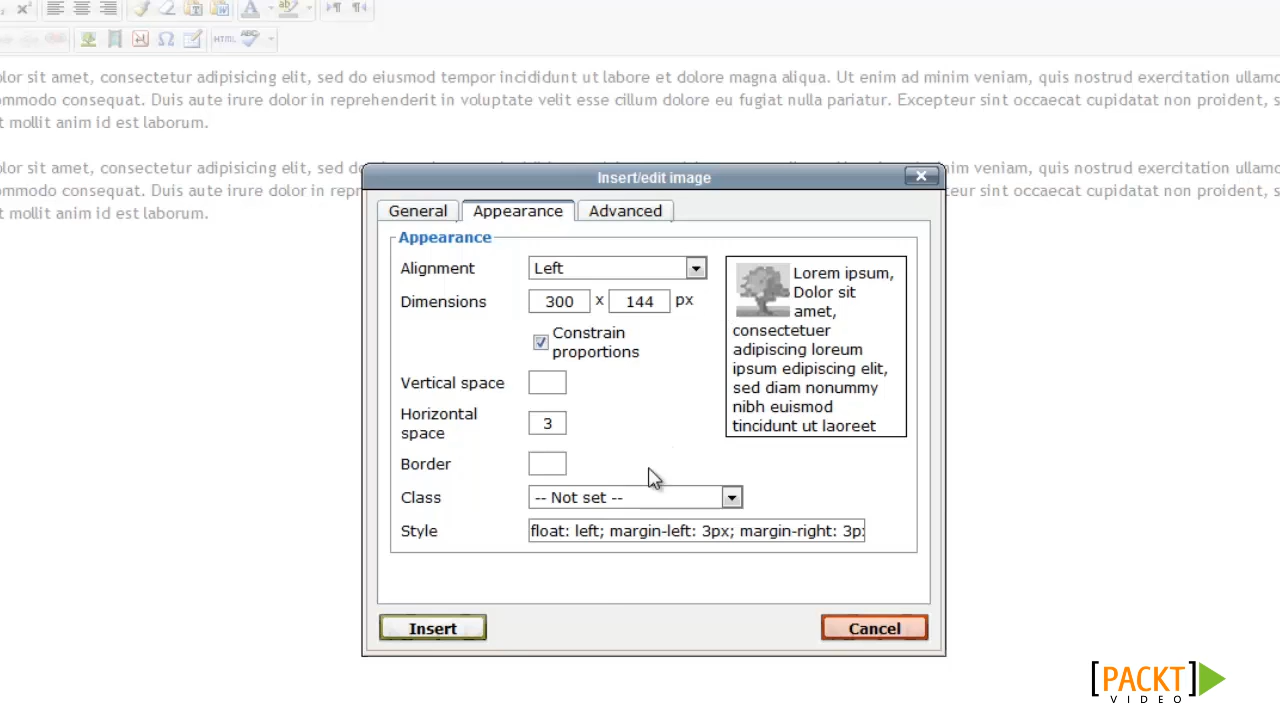 HTML
olor sit amet, consectetur adipisicing elit, sed do eiusmod tempor incididunt ut labore et dolore magna aliqua. Ut enim ad minim veniam, quis nostrud exercitation ullamc
ommodo consequat. Duis aute irure dolor in reprehenderit in voluptate velit esse cillum dolore eu fugiat nulla pariatur. Excepteur sint occaecat cupidatat non proident, s
t mollit anim id est laborum.
olor sit amet, consectetur adipisicing elit, sed do
nim veniam, quis nostrud exercitation ullamc
ommodo consequat. Duis aute irure dolor in repr
eur sint occaecat cupidatat non proident, s
t mollit anim id est laborum.
Insert/edit image
General Appearance Advanced
Appearance
Alignment Left
Dimensions 300 x 144 px
Constrain
proportions
Vertical space
Horizontal
space 3
Border
Class -- Not set --
Style float: left; margin-left: 3px; margin-right: 3p
Lorem ipsum,
Dolor sit
amet,
consectetuer
adipiscing loreum
ipsum edipiscing elit,
sed diam nonummy
nibh euismod
tincidunt ut laoreet
Insert Cancel
[PACKT]
VIDEO